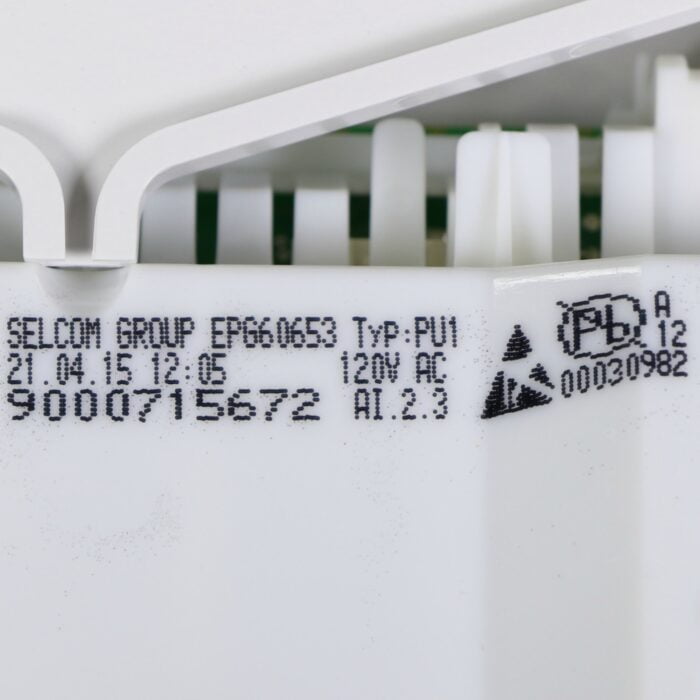 SELCOM GROUP EPG60653 Typ:PU1
21.04.15 12:05 120V AC
9000715672 AI.2.3
Pb A
12
00030982